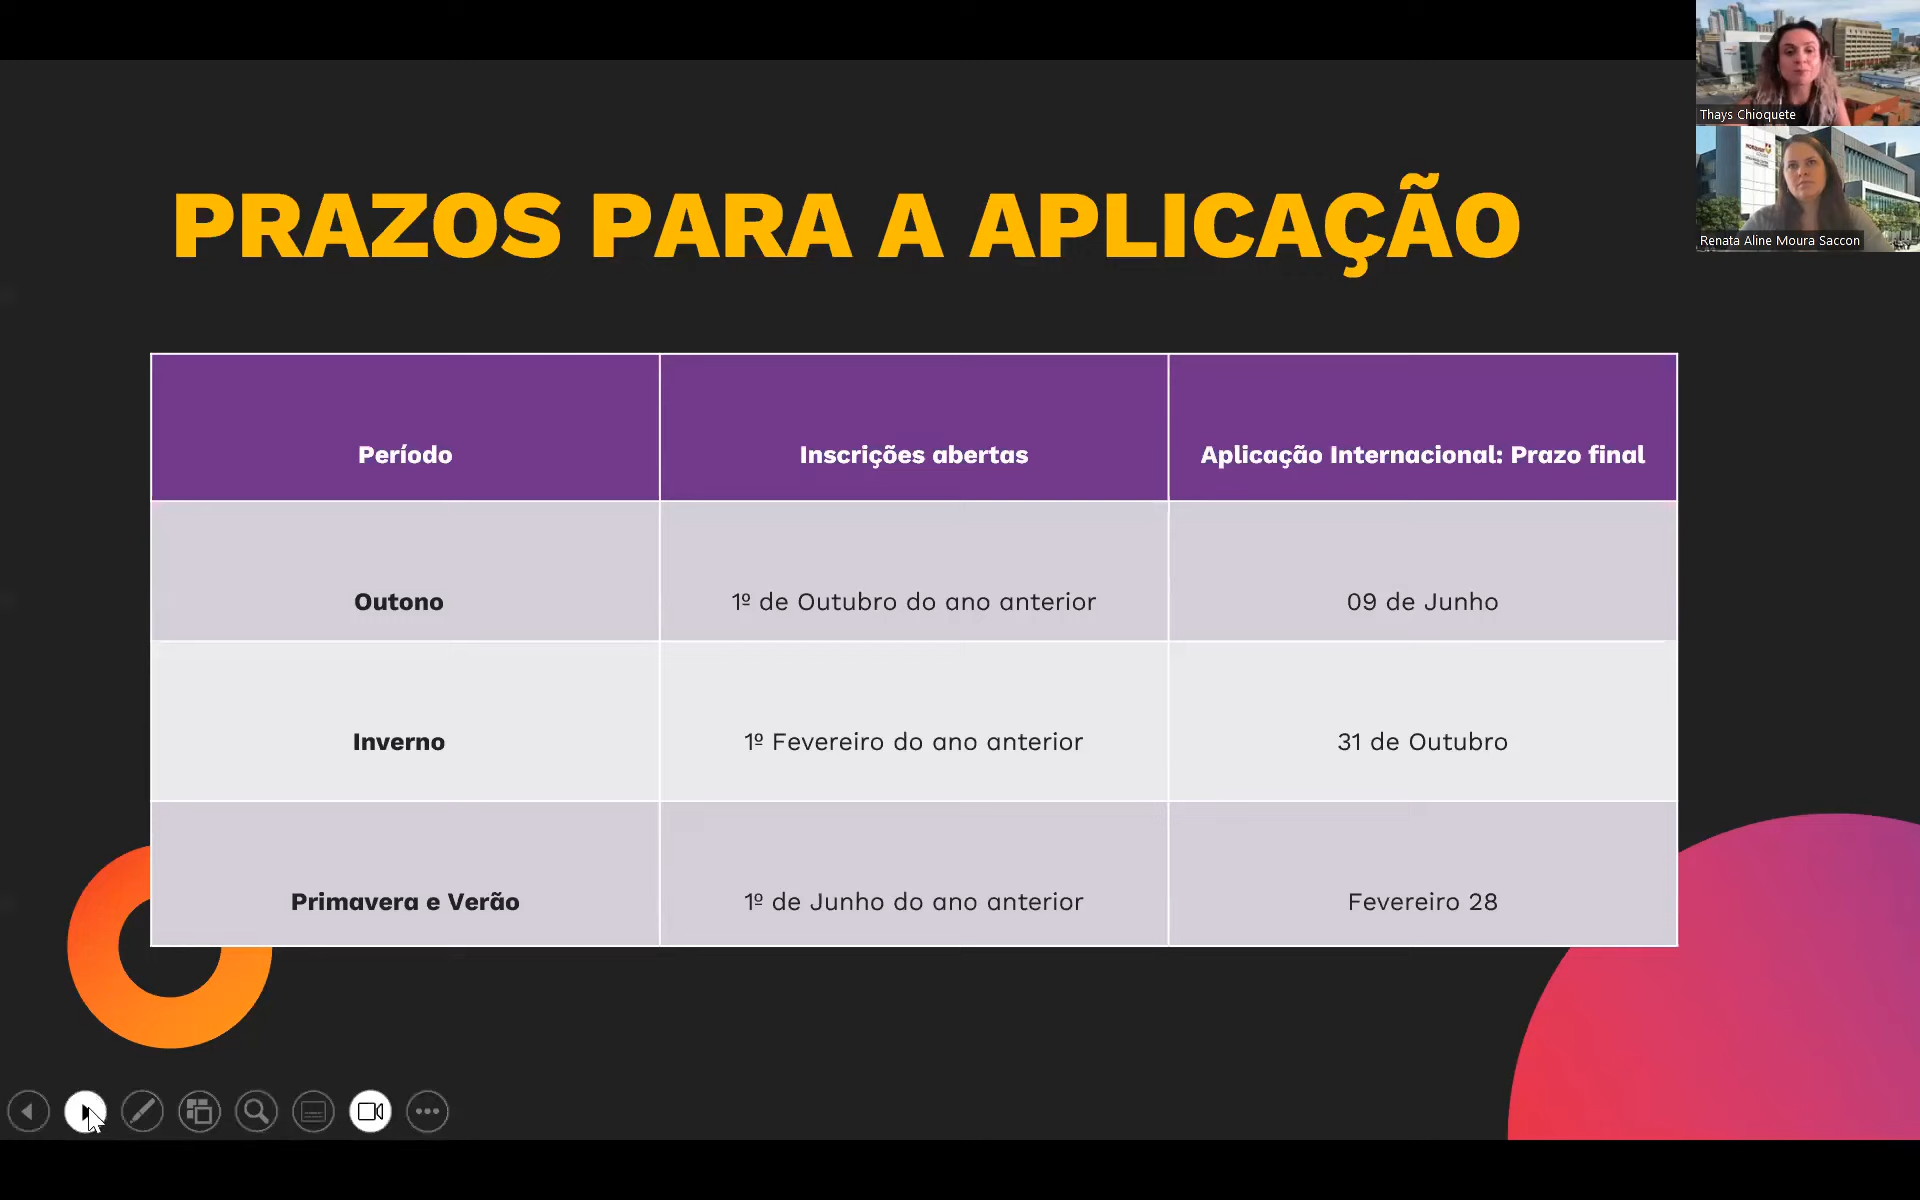 PRAZOS PARA A APLICAÇÃO
Período
Inscrições abertas
Aplicação Internacional: Prazo final
Outono
1º de Outubro do ano anterior
09 de Junho
Inverno
1º Fevereiro do ano anterior
31 de Outubro
Primavera e Verão
1º de Junho do ano anterior
Fevereiro 28
Thays Chioquete
Renata Aline Moura Saccon